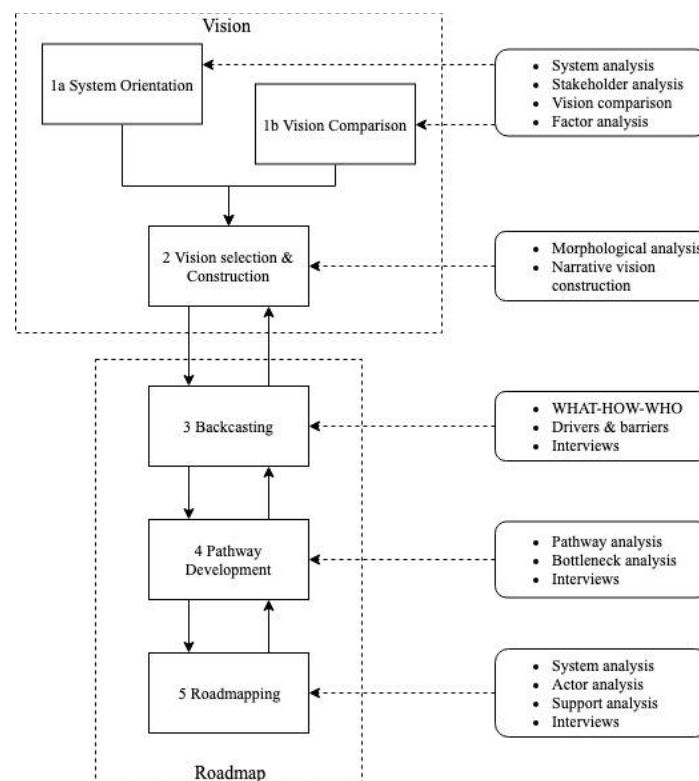 Vision
1a System Orientation
1b Vision Comparison
• System analysis
• Stakeholder analysis
• Vision comparison
• Factor analysis
2 Vision selection &
Construction
• Morphological analysis
• Narrative vision
construction
3 Backcasting
• WHAT-HOW-WHO
• Drivers & barriers
• Interviews
4 Pathway
Development
• Pathway analysis
• Bottleneck analysis
• Interviews
5 Roadmapping
• System analysis
• Actor analysis
• Support analysis
• Interviews
Roadmap